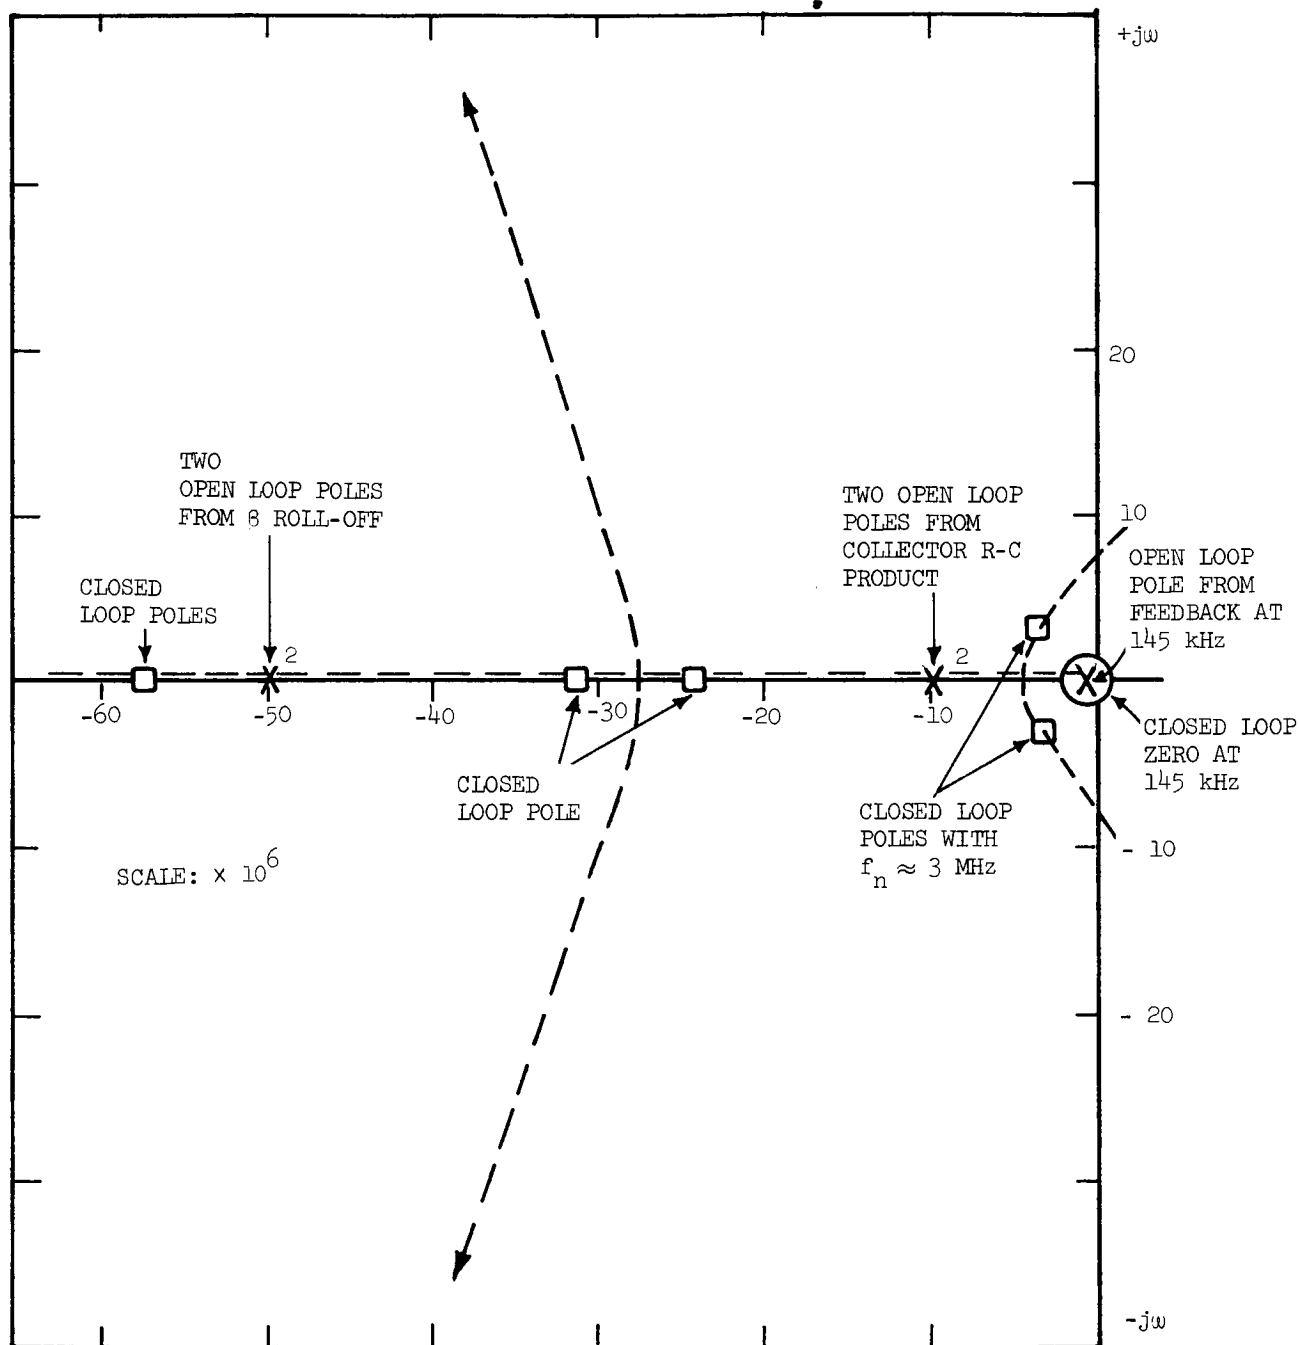 +jω
20
TWO
OPEN LOOP POLES
FROM β ROLL-OFF
TWO OPEN LOOP
POLES FROM
COLLECTOR R-C
PRODUCT
10
OPEN LOOP
POLE FROM
FEEDBACK AT
145 kHz
CLOSED
LOOP POLES
2
2
-60
-50
-40
-30
-20
-10
CLOSED LOOP
ZERO AT
145 kHz
CLOSED
LOOP POLE
CLOSED LOOP
POLES WITH
fn ≈ 3 MHz
- 10
SCALE: × 10^6
- 20
-jω